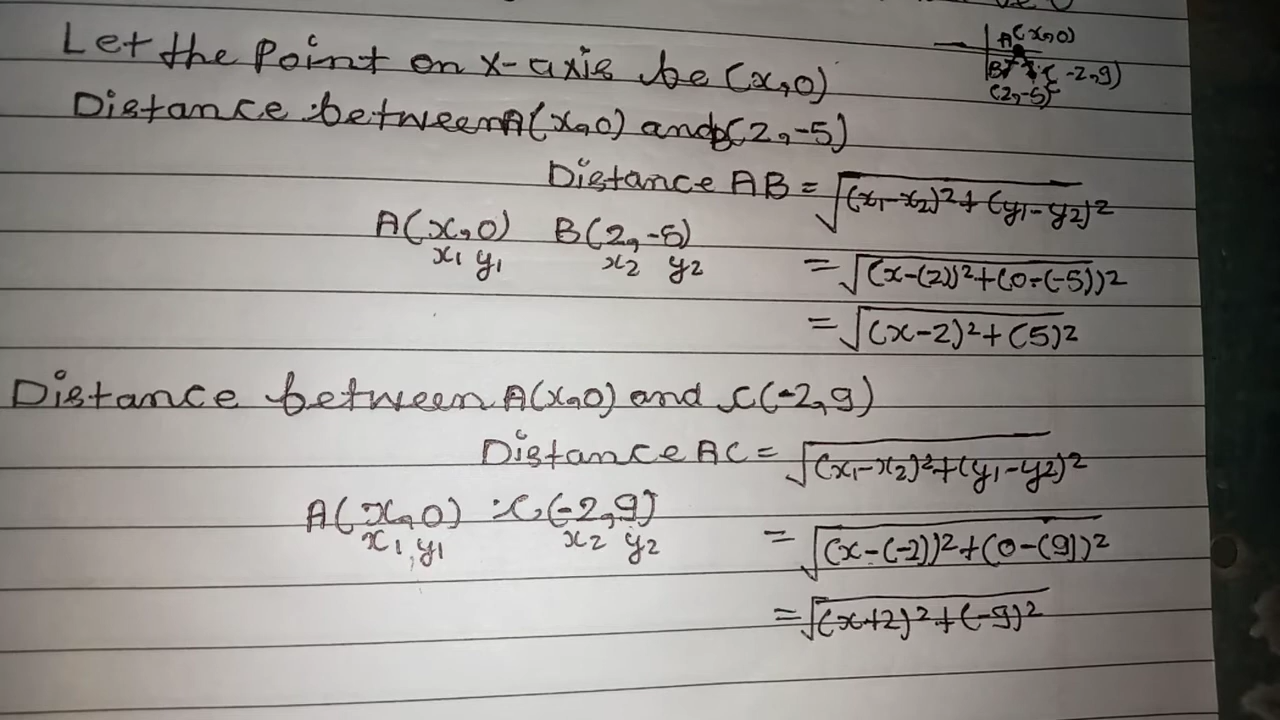 A(x,0)
B C(-2,9)
(2,-5)
Let the Point on x-axis be (x,0)
Distance between A(x,0) and B(2,-5)
Distance AB = √(x₁-x₂)²+(y₁-y₂)²
A(x,0) B(2,-5)
x₁ y₁ x₂ y₂
= √(x-(2))²+(0-(-5))²
= √(x-2)²+(5)²
Distance between A(x,0) and C(-2,9)
Distance AC = √(x₁-x₂)²+(y₁-y₂)²
A(x,0) C(-2,9)
x₁, y₁ x₂ y₂
= √(x-(-2))²+(0-(9))²
= √(x+2)²+(-9)²